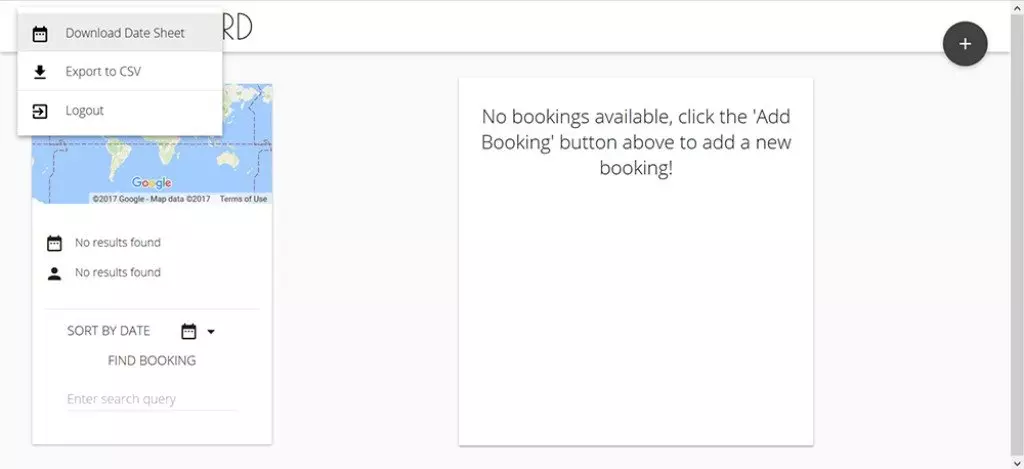 Download Date Sheet
RD
Export to CSV
Logout
Google
©2017 Google - Map data ©2017 Terms of Use
No results found
No results found
SORT BY DATE
FIND BOOKING
Enter search query
No bookings available, click the 'Add
Booking' button above to add a new
booking!